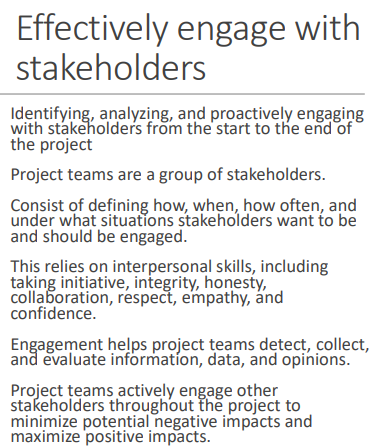 Effectively engage with
stakeholders
Identifying, analyzing, and proactively engaging
with stakeholders from the start to the end of
the project
Project teams are a group of stakeholders.
Consist of defining how, when, how often, and
under what situations stakeholders want to be
and should be engaged.
This relies on interpersonal skills, including
taking initiative, integrity, honesty,
collaboration, respect, empathy, and
confidence.
Engagement helps project teams detect, collect,
and evaluate information, data, and opinions.
Project teams actively engage other
stakeholders throughout the project to
minimize potential negative impacts and
maximize positive impacts.